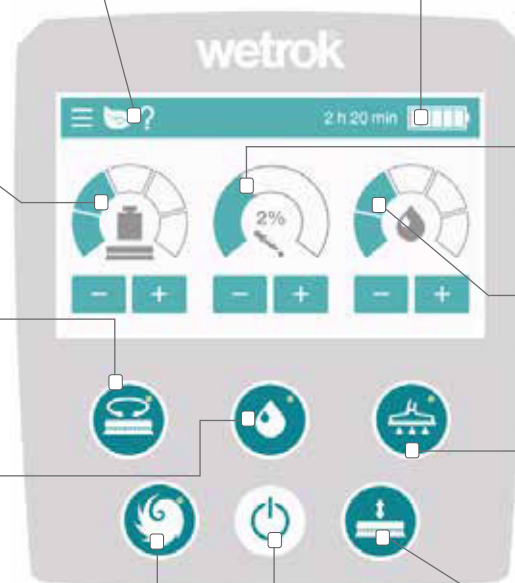 wetrok
?
2 h 20 min
2%
− + − + − +